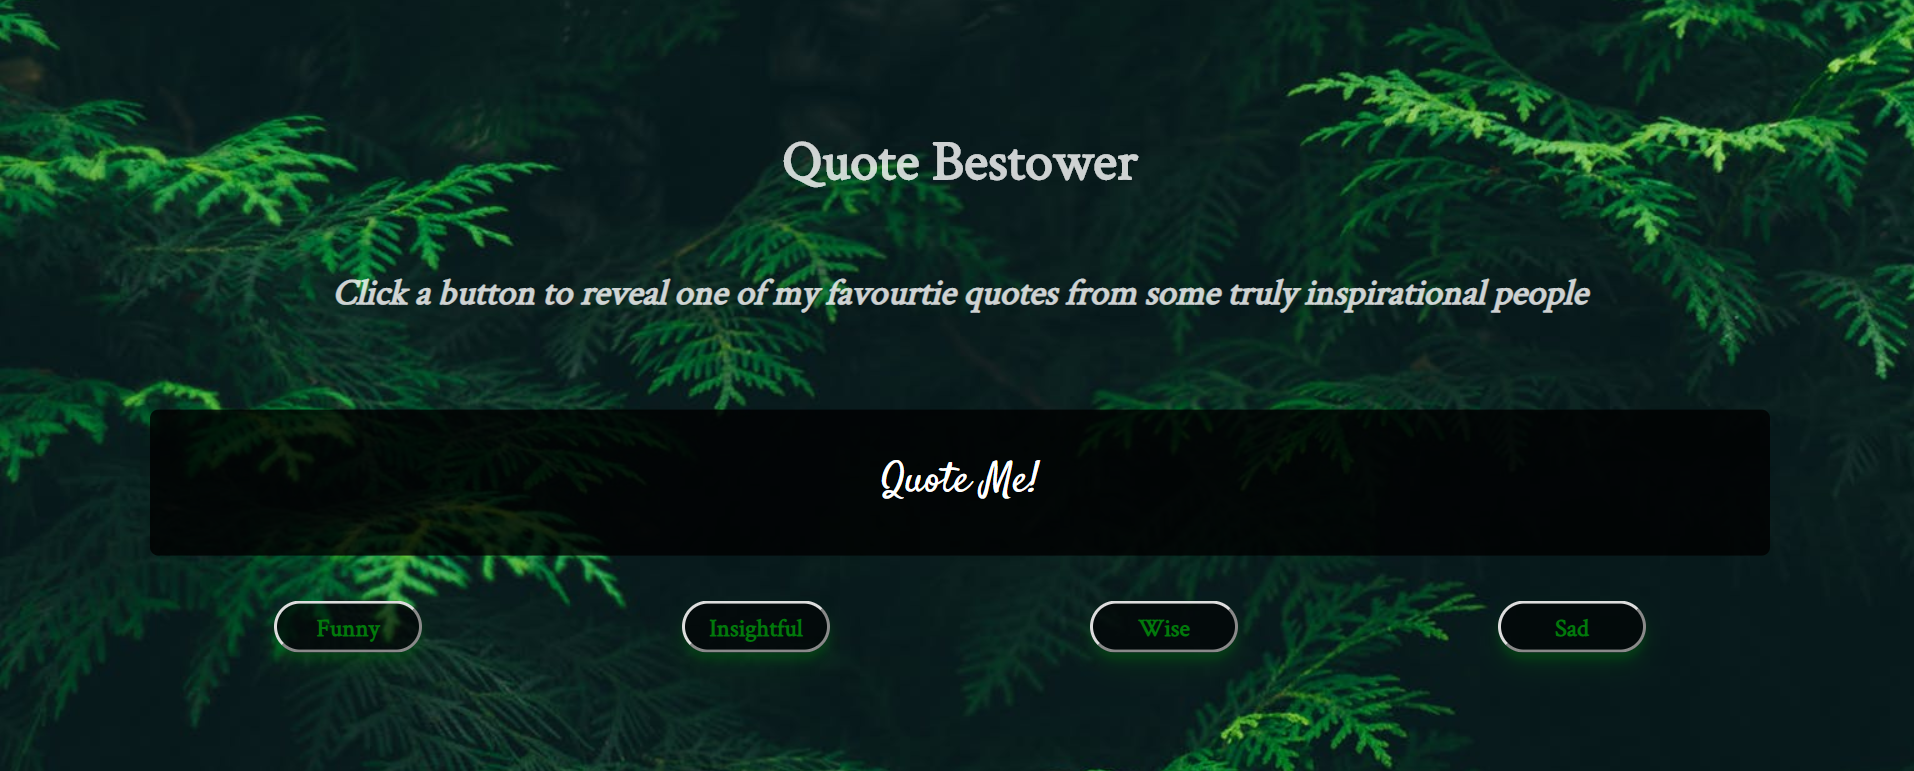 Quote Bestower
Click a button to reveal one of my favourtie quotes from some truly inspirational people
Quote Me!
Funny Insightful Wise Sad